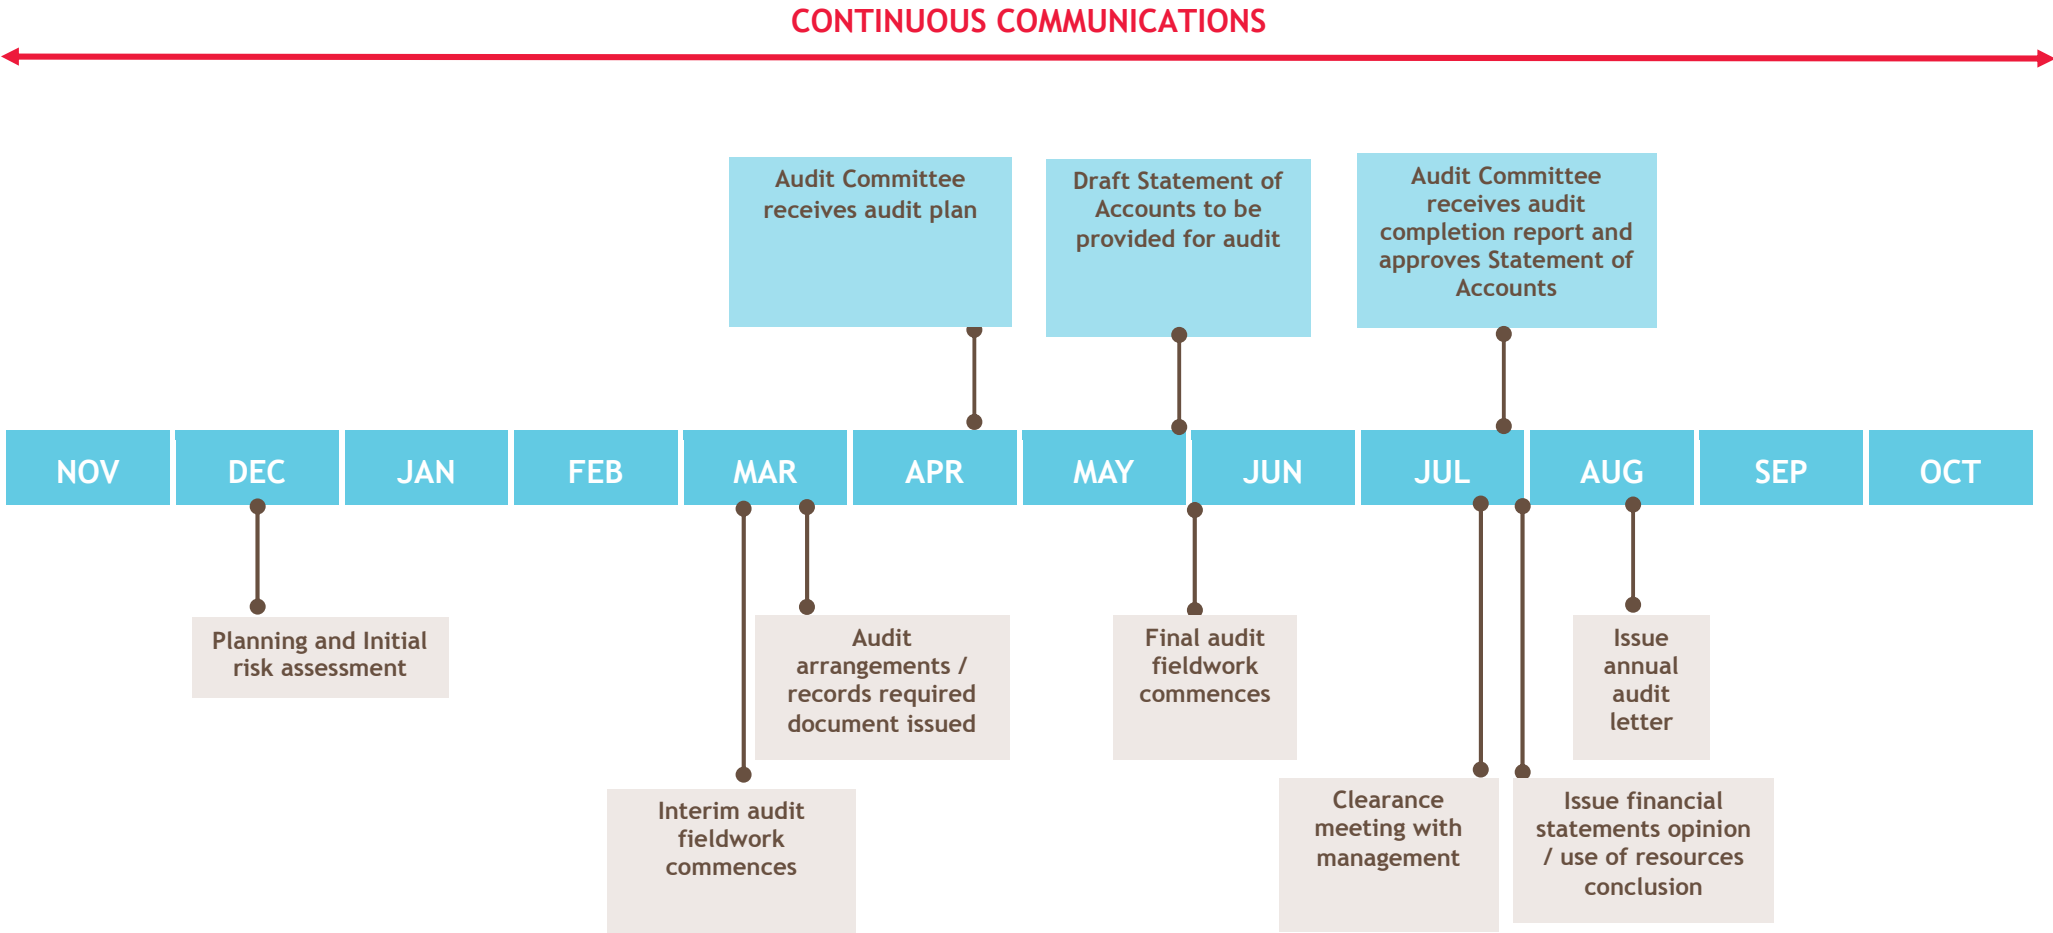 CONTINUOUS COMMUNICATIONS
Audit Committee
receives audit plan
Draft Statement of
Accounts to be
provided for audit
Audit Committee
receives audit
completion report and
approves Statement of
Accounts
NOV
DEC
JAN
FEB
MAR
APR
MAY
JUN
JUL
AUG
SEP
OCT
Planning and Initial
risk assessment
Audit
arrangements /
records required
document issued
Final audit
fieldwork
commences
Issue
annual
audit
letter
Interim audit
fieldwork
commences
Clearance
meeting with
management
Issue financial
statements opinion
/ use of resources
conclusion